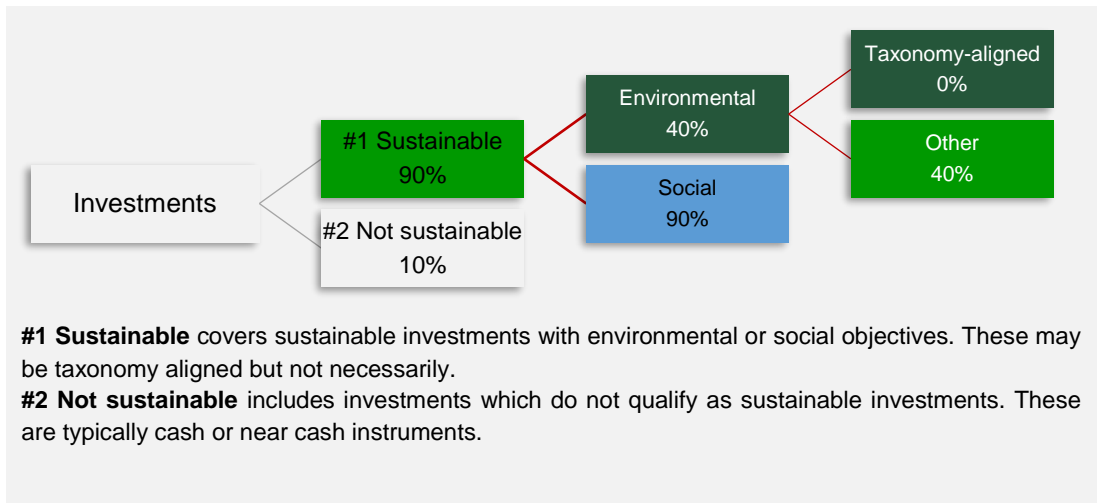 Investments
#1 Sustainable
90%
#2 Not sustainable
10%
Environmental
40%
Social
90%
Taxonomy-aligned
0%
Other
40%
#1 Sustainable covers sustainable investments with environmental or social objectives. These may
be taxonomy aligned but not necessarily.
#2 Not sustainable includes investments which do not qualify as sustainable investments. These
are typically cash or near cash instruments.